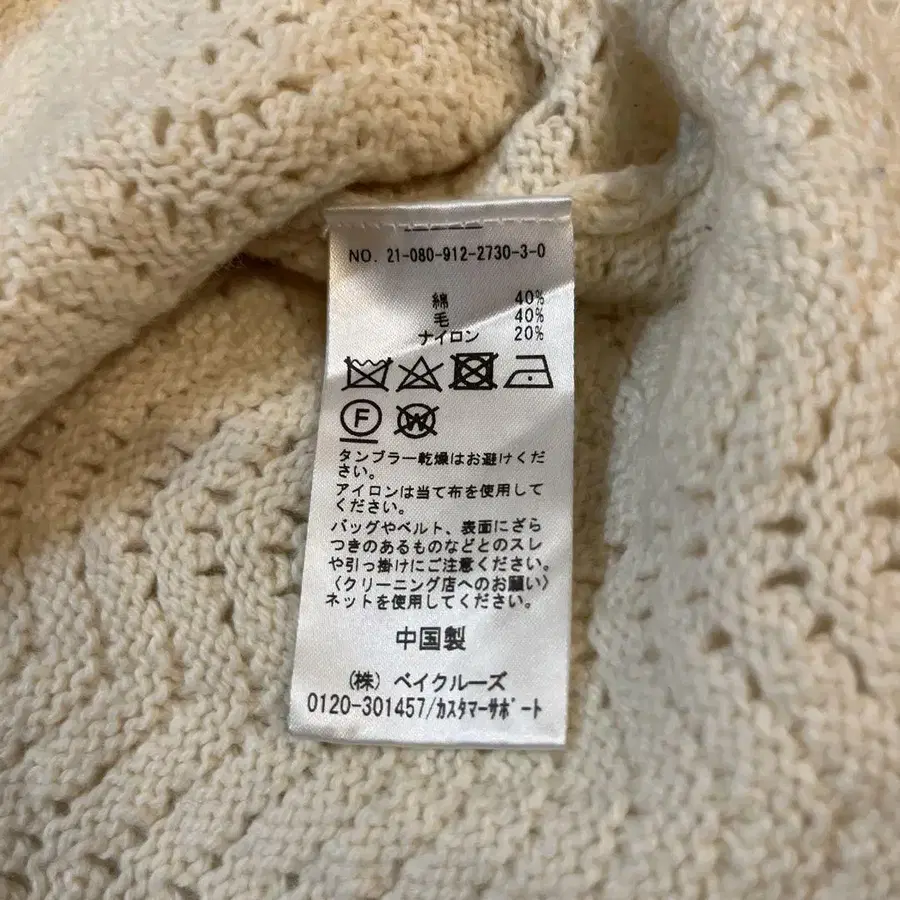 NO. 21-080-912-2730-3-0
綿 40%
毛 40%
ナイロン 20%
F
W
タンブラー乾燥はお避けくだ
さい。
アイロンは当て布を使用して
ください。
バッグやベルト、表面にざら
つきのあるものなどとのスレ
や引っ掛けにご注意ください。
〈クリーニング店へのお願い〉
ネットを使用してください。
中国製
(株) ベイクルーズ
0120-301457/ｶｽﾀﾏｰｻﾎﾟｰﾄ